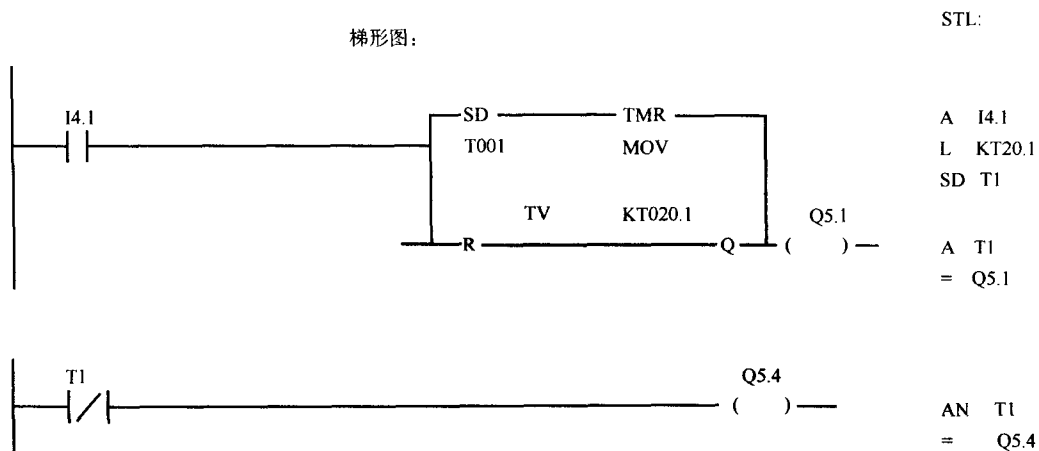 STL:
梯形图:
I4.1
SD TMR
T001 MOV
TV KT020.1
R Q
Q5.1
A I4.1
L KT20.1
SD T1
A T1
= Q5.1
T1
Q5.4
( )
( )
AN T1
= Q5.4